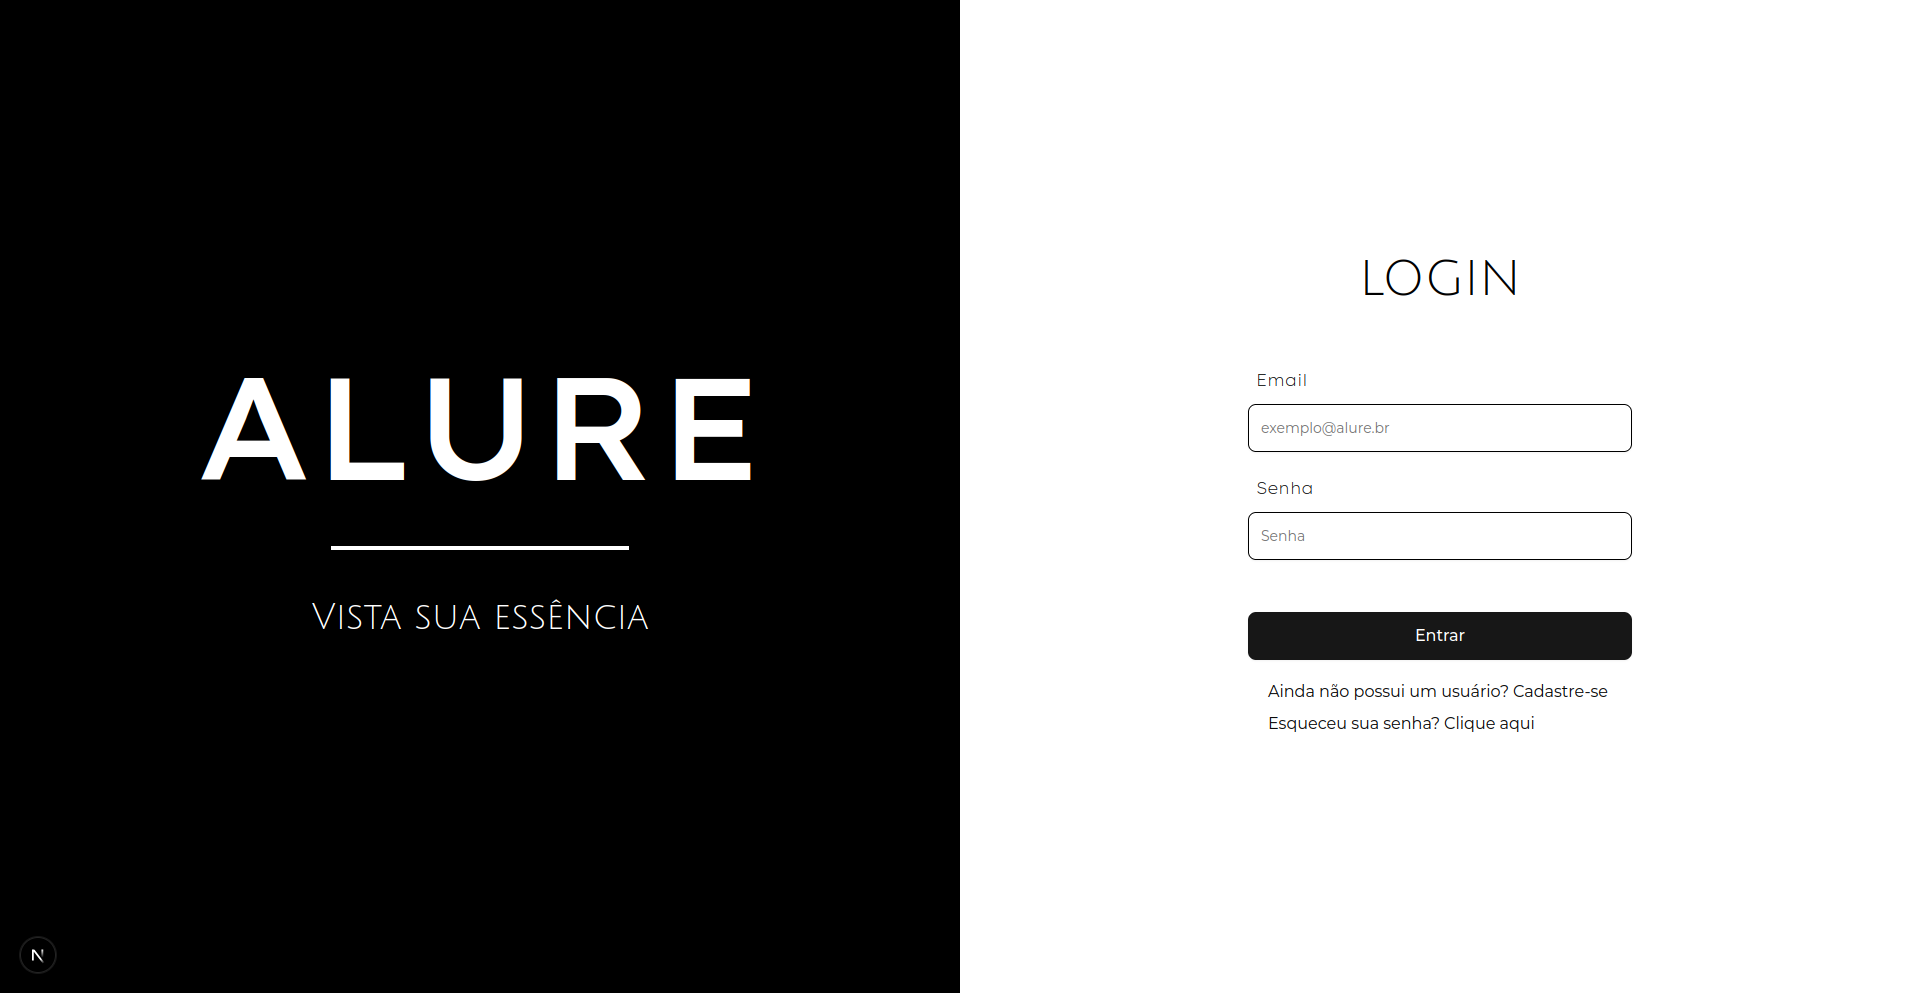 ALURE
Vista sua essência
LOGIN
Email
exemplo@alure.br
Senha
Senha
Entrar
Ainda não possui um usuário? Cadastre-se
Esqueceu sua senha? Clique aqui
N